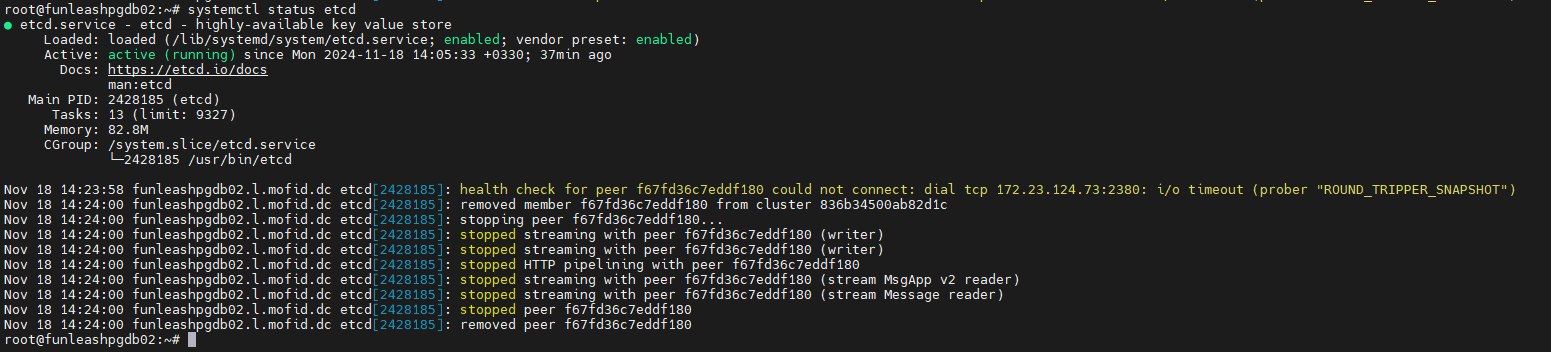 root@funleashpgdb02:~# systemctl status etcd
● etcd.service - etcd - highly-available key value store
Loaded: loaded (/lib/systemd/system/etcd.service; enabled; vendor preset: enabled)
Active: active (running) since Mon 2024-11-18 14:05:33 +0330; 37min ago
Docs: https://etcd.io/docs
man:etcd
Main PID: 2428185 (etcd)
Tasks: 13 (limit: 9327)
Memory: 82.8M
CGroup: /system.slice/etcd.service
└─2428185 /usr/bin/etcd
Nov 18 14:23:58 funleashpgdb02.l.mofid.dc etcd[2428185]: health check for peer f67fd36c7eddf180 could not connect: dial tcp 172.23.124.73:2380: i/o timeout (prober "ROUND_TRIPPER_SNAPSHOT")
Nov 18 14:24:00 funleashpgdb02.l.mofid.dc etcd[2428185]: removed member f67fd36c7eddf180 from cluster 836b34500ab82d1c
Nov 18 14:24:00 funleashpgdb02.l.mofid.dc etcd[2428185]: stopping peer f67fd36c7eddf180...
Nov 18 14:24:00 funleashpgdb02.l.mofid.dc etcd[2428185]: stopped streaming with peer f67fd36c7eddf180 (writer)
Nov 18 14:24:00 funleashpgdb02.l.mofid.dc etcd[2428185]: stopped streaming with peer f67fd36c7eddf180 (writer)
Nov 18 14:24:00 funleashpgdb02.l.mofid.dc etcd[2428185]: stopped HTTP pipelining with peer f67fd36c7eddf180
Nov 18 14:24:00 funleashpgdb02.l.mofid.dc etcd[2428185]: stopped streaming with peer f67fd36c7eddf180 (stream MsgApp v2 reader)
Nov 18 14:24:00 funleashpgdb02.l.mofid.dc etcd[2428185]: stopped streaming with peer f67fd36c7eddf180 (stream Message reader)
Nov 18 14:24:00 funleashpgdb02.l.mofid.dc etcd[2428185]: stopped peer f67fd36c7eddf180
Nov 18 14:24:00 funleashpgdb02.l.mofid.dc etcd[2428185]: removed peer f67fd36c7eddf180
root@funleashpgdb02:~#